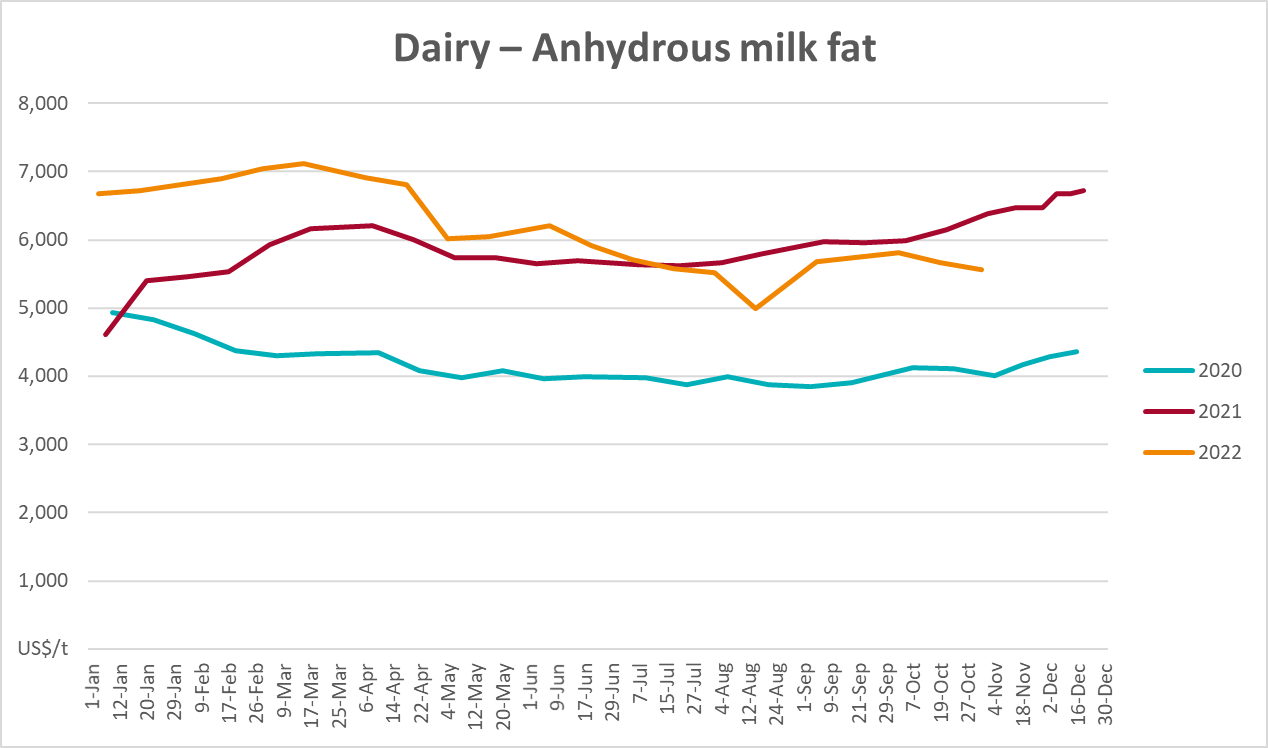 Dairy – Anhydrous milk fat
8,000
7,000
6,000
5,000
4,000
3,000
2,000
1,000
US$/t
1-Jan
12-Jan
20-Jan
29-Jan
9-Feb
17-Feb
26-Feb
9-Mar
17-Mar
25-Mar
6-Apr
14-Apr
22-Apr
4-May
12-May
20-May
1-Jun
9-Jun
17-Jun
29-Jun
7-Jul
15-Jul
27-Jul
4-Aug
12-Aug
24-Aug
1-Sep
9-Sep
21-Sep
29-Sep
7-Oct
19-Oct
27-Oct
4-Nov
18-Nov
2-Dec
16-Dec
30-Dec
2020
2021
2022